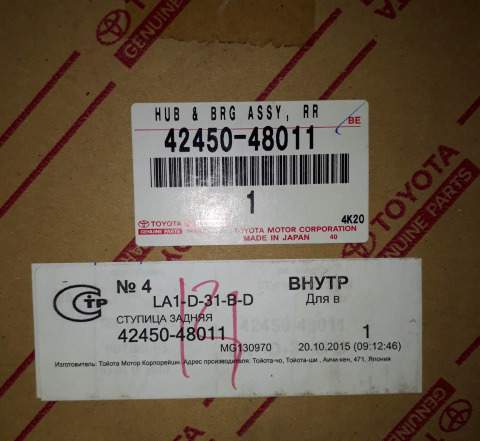 HUB & BRG ASSY, RR
BE
42450-48011
1
4K20
TOYOTA
GENUINE PARTS
TOYOTA MOTOR CORPORATION
MADE IN JAPAN 40
TOYOTA
GENUINE PARTS
№ 4
ВНУТР
LA1-D-31-B-D
Для в
СТУПИЦА ЗАДНЯЯ
42450-48011
1
MG130970
20.10.2015 (09:12:46)
Изготовитель: Тойота Мотор Корпорейшн. Адрес производителя: Тойота-чо, Тойота-ши , Аичи-кен, 471, Япония